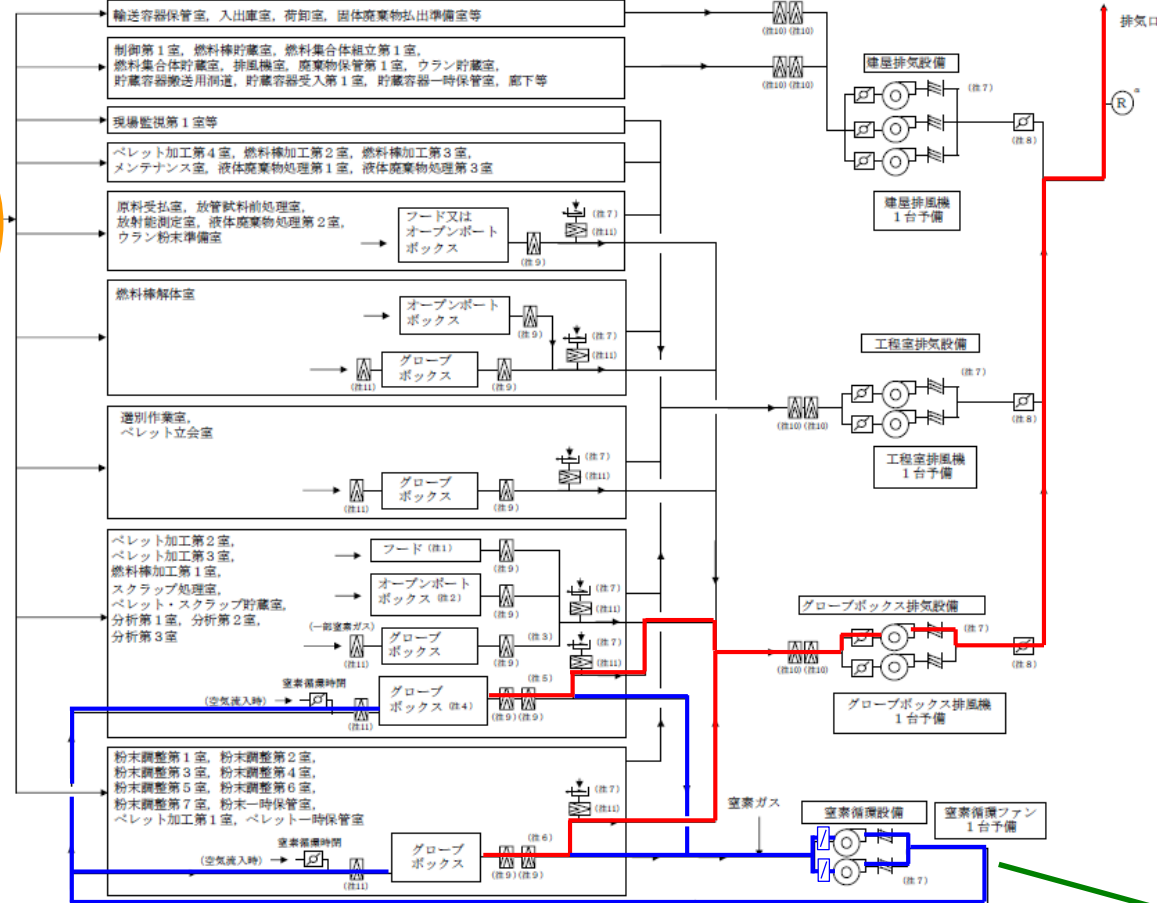 輸送容器保管室，入出庫室，荷卸室，固体廃棄物払出準備室等
(注10) (注10)
排気口
制御第１室，燃料棒貯蔵室，燃料集合体組立第１室，
燃料集合体貯蔵室，排風機室，廃棄物保管第１室，ウラン貯蔵室，
貯蔵容器搬送用洞道，貯蔵容器受入第１室，貯蔵容器一時保管室，廊下等
(注10) (注10)
建屋排気設備
(注７)
R α
(注８)
建屋排風機
１台予備
現場監視第１室等
ペレット加工第４室，燃料棒加工第２室，燃料棒加工第３室，
メンテナンス室，液体廃棄物処理第１室，液体廃棄物処理第３室
原料受払室，放管試料前処理室，
放射能測定室，液体廃棄物処理第２室，
ウラン粉末準備室
フード又は
オープンポート
ボックス
(注９)
(注７)
(注11)
燃料棒解体室
オープンポート
ボックス
(注９)
(注７)
(注11)
(注11)
グローブ
ボックス
(注９)
工程室排気設備
(注７)
(注10) (注10)
(注８)
工程室排風機
１台予備
選別作業室，
ペレット立会室
(注11)
グローブ
ボックス
(注９)
(注７)
(注11)
ペレット加工第２室，
ペレット加工第３室，
燃料棒加工第１室，
スクラップ処理室，
ペレット・スクラップ貯蔵室，
分析第１室，分析第２室，
分析第３室
フード (注１)
(注９)
オープンポート
ボックス (注２)
(注９)
(注７)
(注11)
(一部窒素ガス)
(注11)
グローブ
ボックス
(注３)
(注９)
(注７)
(注11)
窒素循環時閉
(空気流入時)
(注11)
グローブ
ボックス (注４)
(注５)
(注９) (注９)
グローブボックス排気設備
(注７)
(注10) (注10)
(注８)
グローブボックス排風機
１台予備
粉末調整第１室，粉末調整第２室，
粉末調整第３室，粉末調整第４室，
粉末調整第５室，粉末調整第６室，
粉末調整第７室，粉末一時保管室，
ペレット加工第１室，ペレット一時保管室
(注７)
(注11)
窒素循環時閉
(空気流入時)
(注11)
グローブ
ボックス
(注６)
(注９) (注９)
窒素ガス
窒素循環設備
(注７)
窒素循環ファン
１台予備